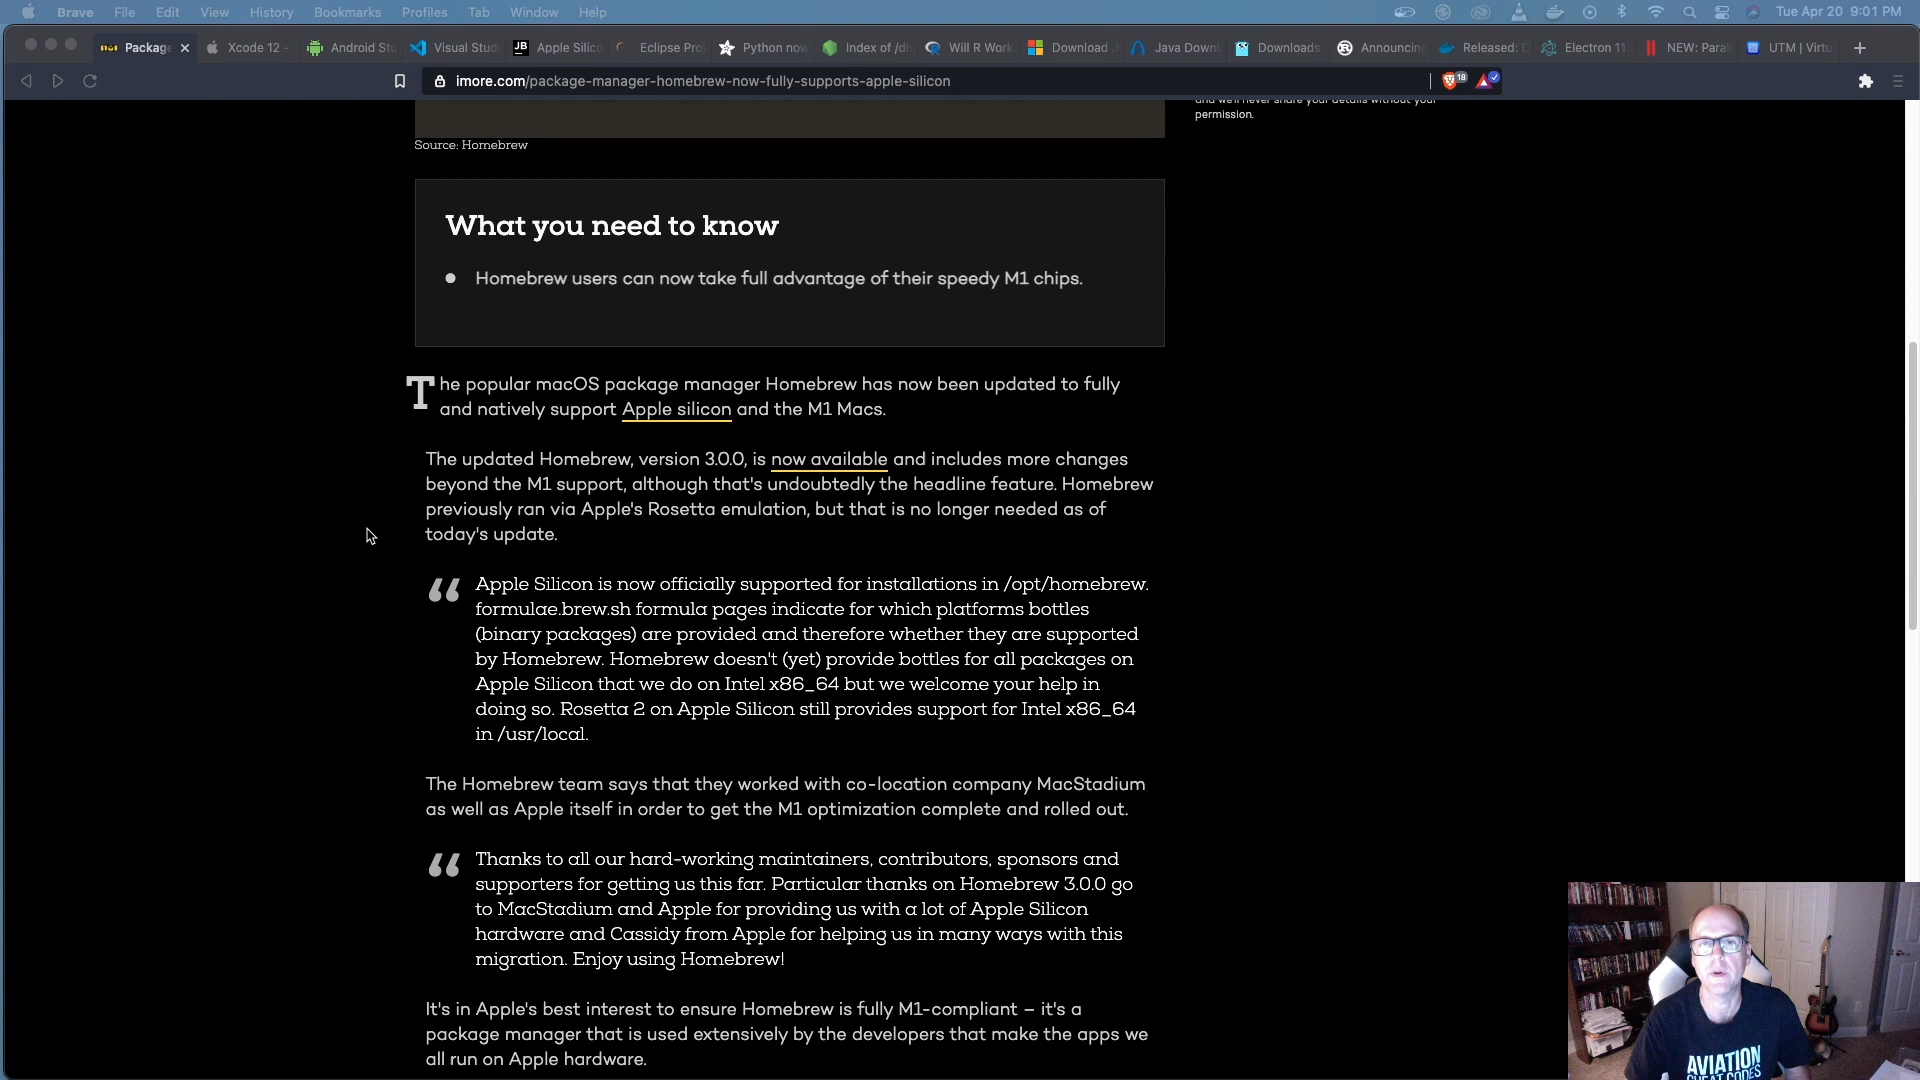 Brave File Edit View History Bookmarks Profiles Tab Window Help Tue Apr 20 9:01 PM
Package Xcode 12 - Android Stu Visual Stud Apple Silico Eclipse Pro Python now Index of /di Will R Work Download Java Downl Downloads Announcing Released: Electron 11 NEW: Paral UTM | Virtu
imore.com/package-manager-homebrew-now-fully-supports-apple-silicon 18
and we'll never share your details without your
permission.
Source: Homebrew
What you need to know
Homebrew users can now take full advantage of their speedy M1 chips.
The popular macOS package manager Homebrew has now been updated to fully
and natively support Apple silicon and the M1 Macs.
The updated Homebrew, version 3.0.0, is now available and includes more changes
beyond the M1 support, although that's undoubtedly the headline feature. Homebrew
previously ran via Apple's Rosetta emulation, but that is no longer needed as of
today's update.
“ Apple Silicon is now officially supported for installations in /opt/homebrew.
formulae.brew.sh formula pages indicate for which platforms bottles
(binary packages) are provided and therefore whether they are supported
by Homebrew. Homebrew doesn't (yet) provide bottles for all packages on
Apple Silicon that we do on Intel x86_64 but we welcome your help in
doing so. Rosetta 2 on Apple Silicon still provides support for Intel x86_64
in /usr/local.
The Homebrew team says that they worked with co-location company MacStadium
as well as Apple itself in order to get the M1 optimization complete and rolled out.
“ Thanks to all our hard-working maintainers, contributors, sponsors and
supporters for getting us this far. Particular thanks on Homebrew 3.0.0 go
to MacStadium and Apple for providing us with a lot of Apple Silicon
hardware and Cassidy from Apple for helping us in many ways with this
migration. Enjoy using Homebrew!
It's in Apple's best interest to ensure Homebrew is fully M1-compliant – it's a
package manager that is used extensively by the developers that make the apps we
all run on Apple hardware.
AVIATION
CHEAT CODES